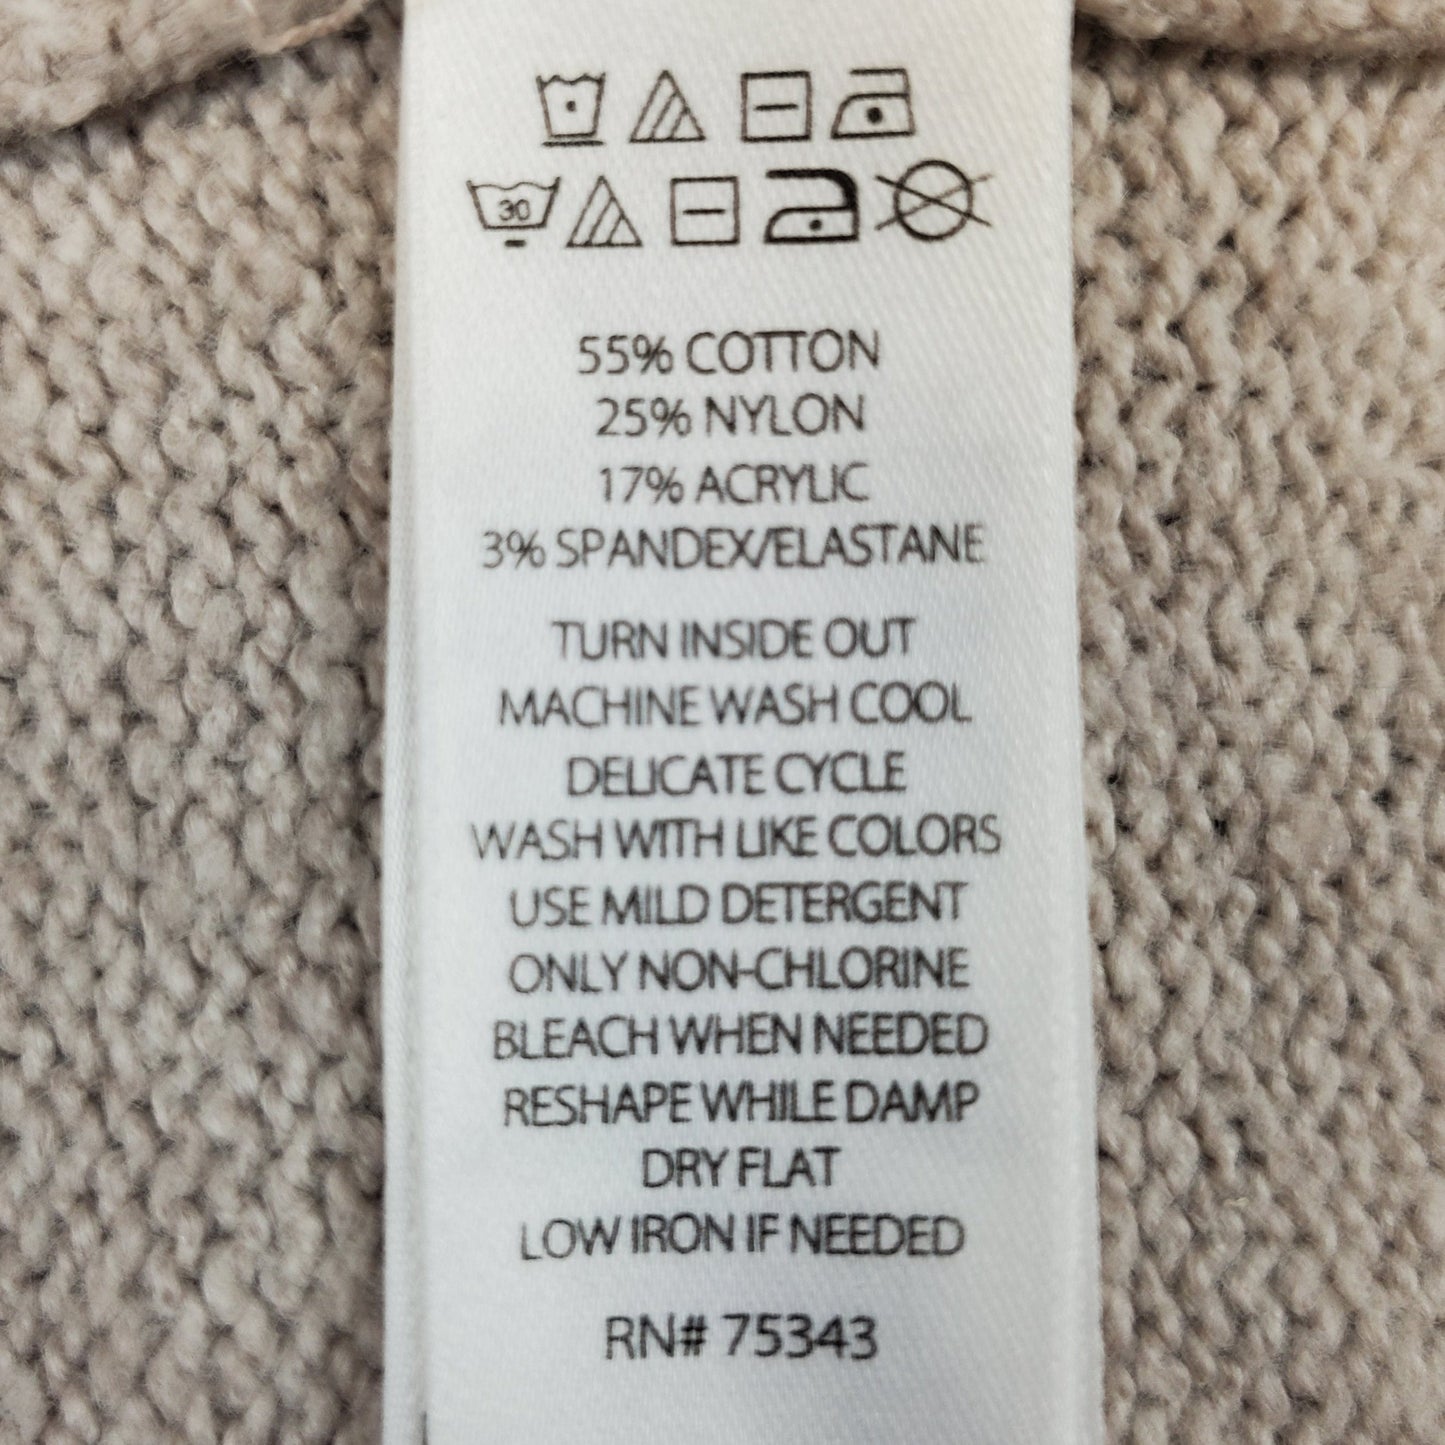 30
55% COTTON
25% NYLON
17% ACRYLIC
3% SPANDEX/ELASTANE
TURN INSIDE OUT
MACHINE WASH COOL
DELICATE CYCLE
WASH WITH LIKE COLORS
USE MILD DETERGENT
ONLY NON-CHLORINE
BLEACH WHEN NEEDED
RESHAPE WHILE DAMP
DRY FLAT
LOW IRON IF NEEDED
RN# 75343